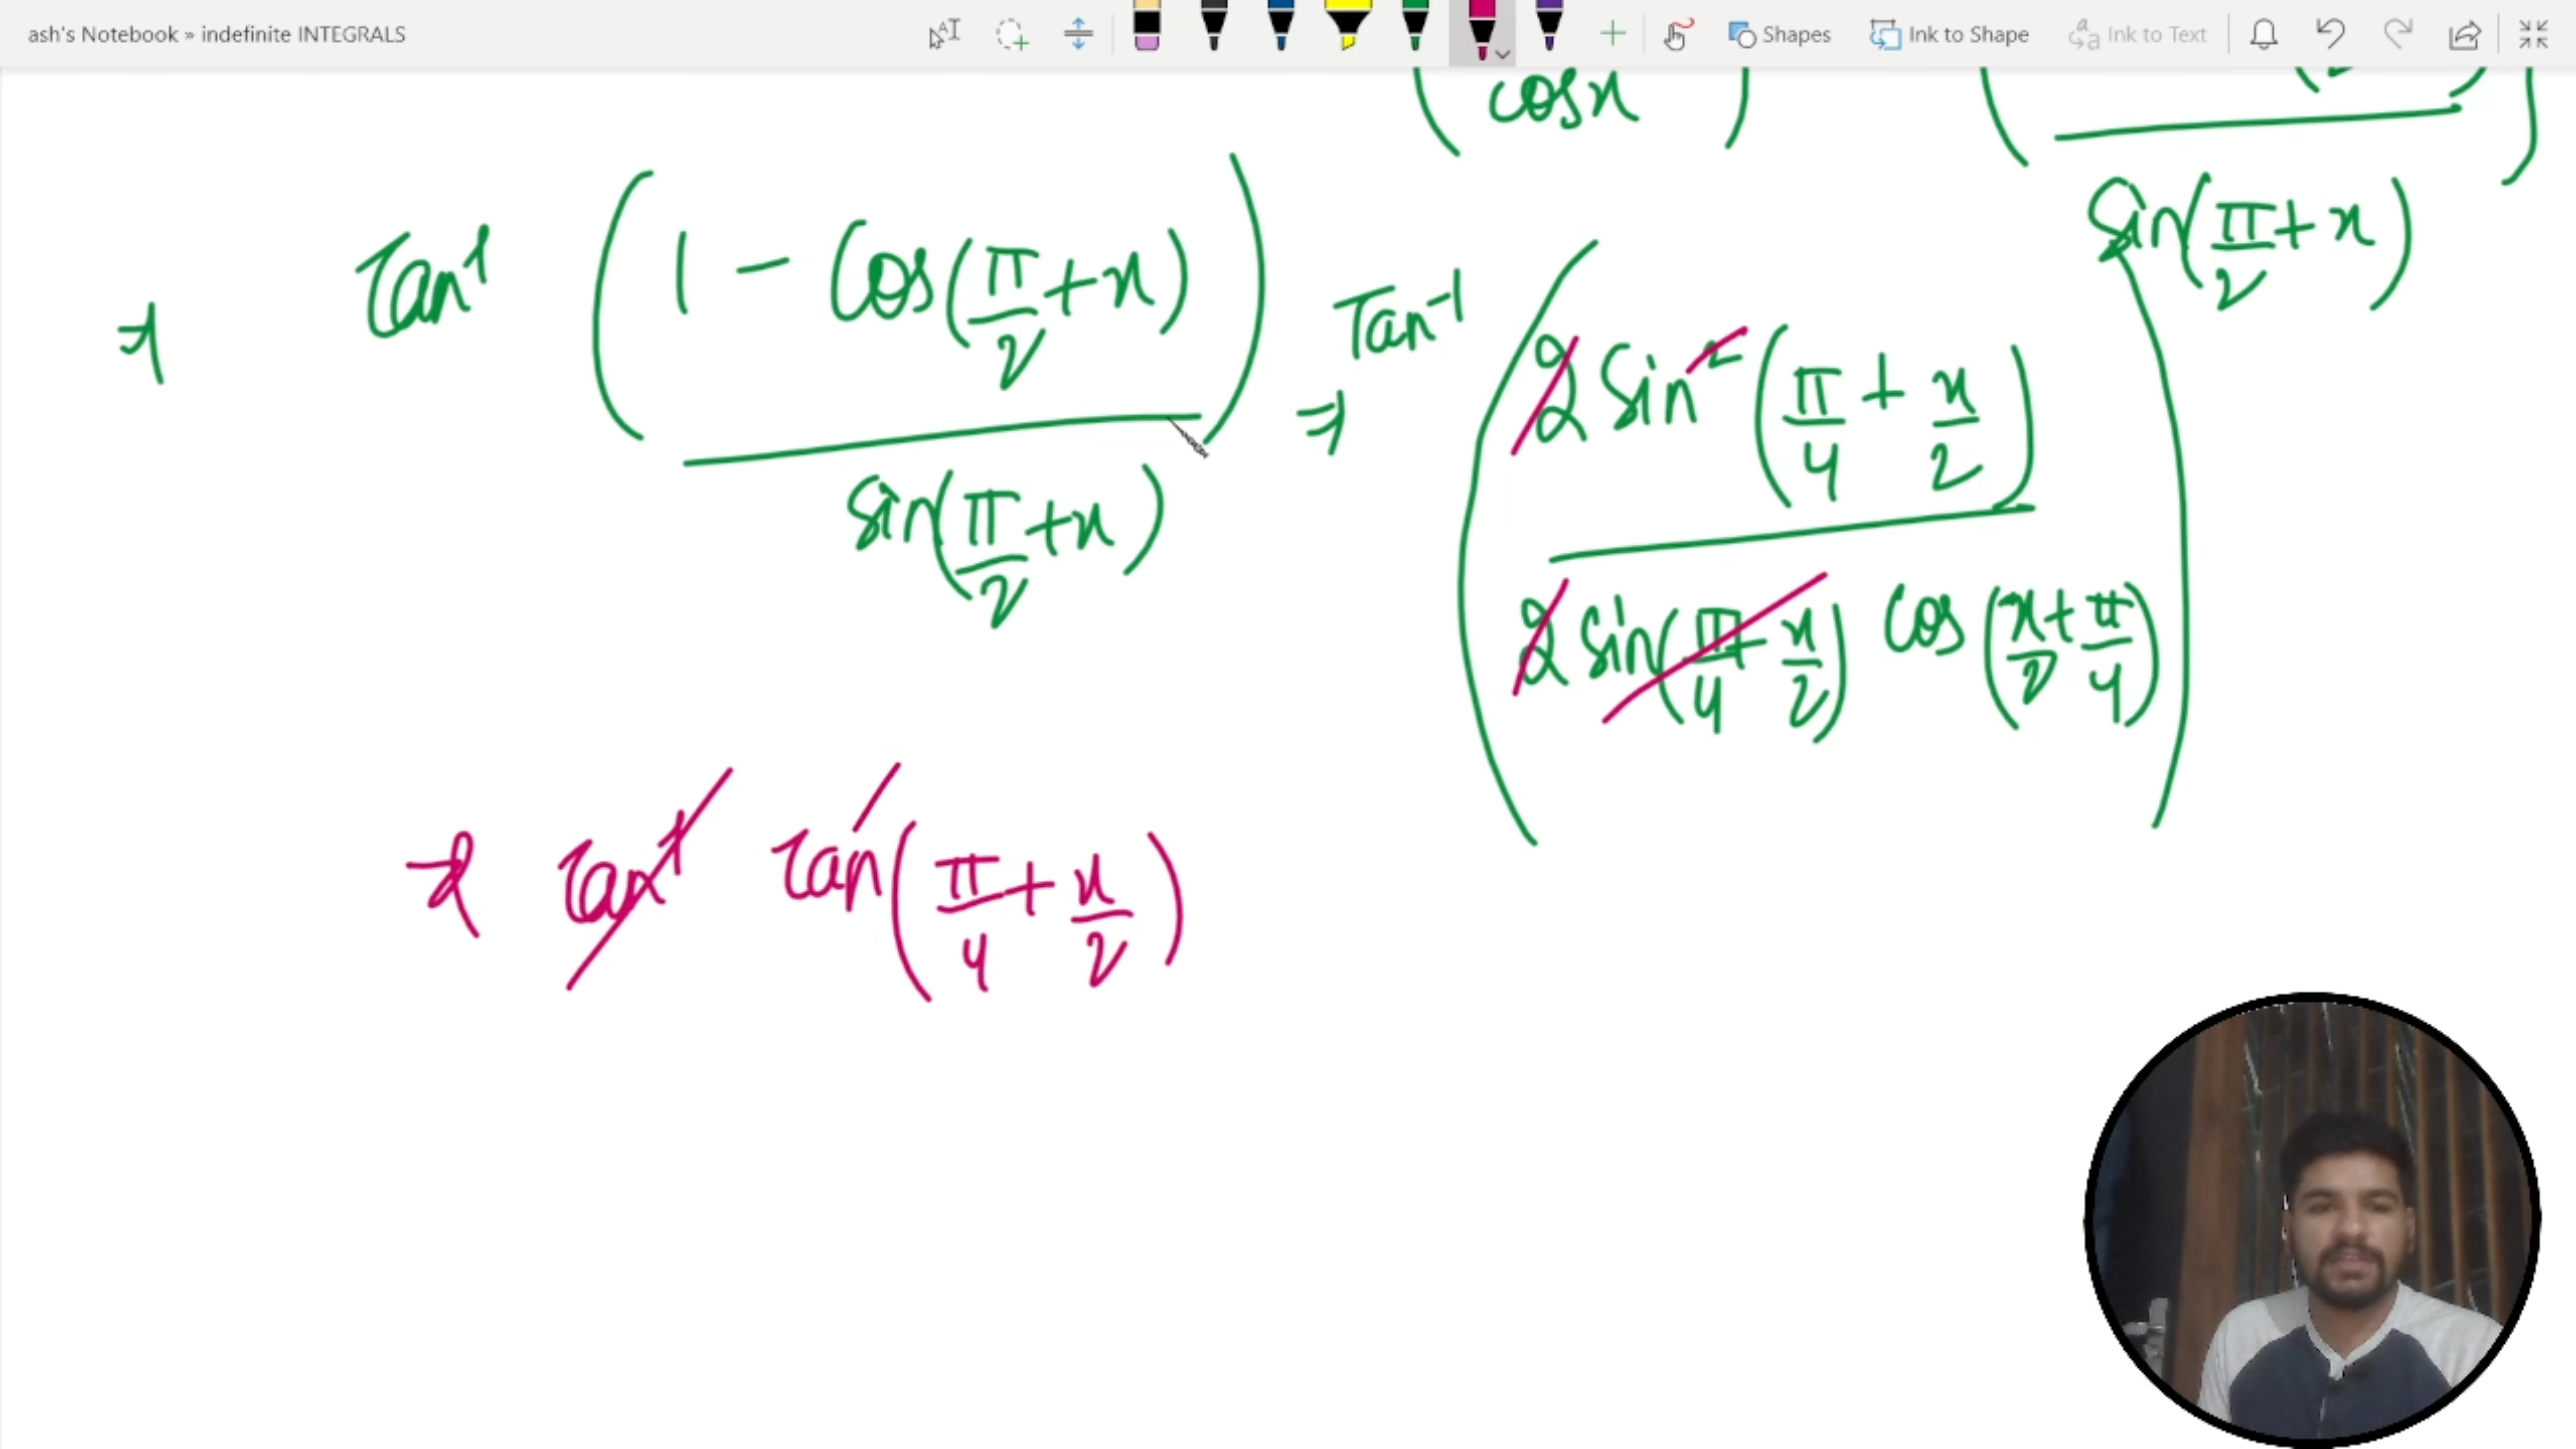 ash's Notebook » indefinite INTEGRALS
Shapes
Ink to Shape
Ink to Text
cosx
sin(π/2 + x)
⇒ Tan⁻¹ ( (1 - Cos(π/2 + x)) / sin(π/2 + x) )
⇒ Tan⁻¹ ( 2 Sin² (π/4 + x/2) / 2 Sin(π/4 + x/2) Cos(x/2 + π/4) )
⇒ Tan⁻¹ Tan(π/4 + x/2)